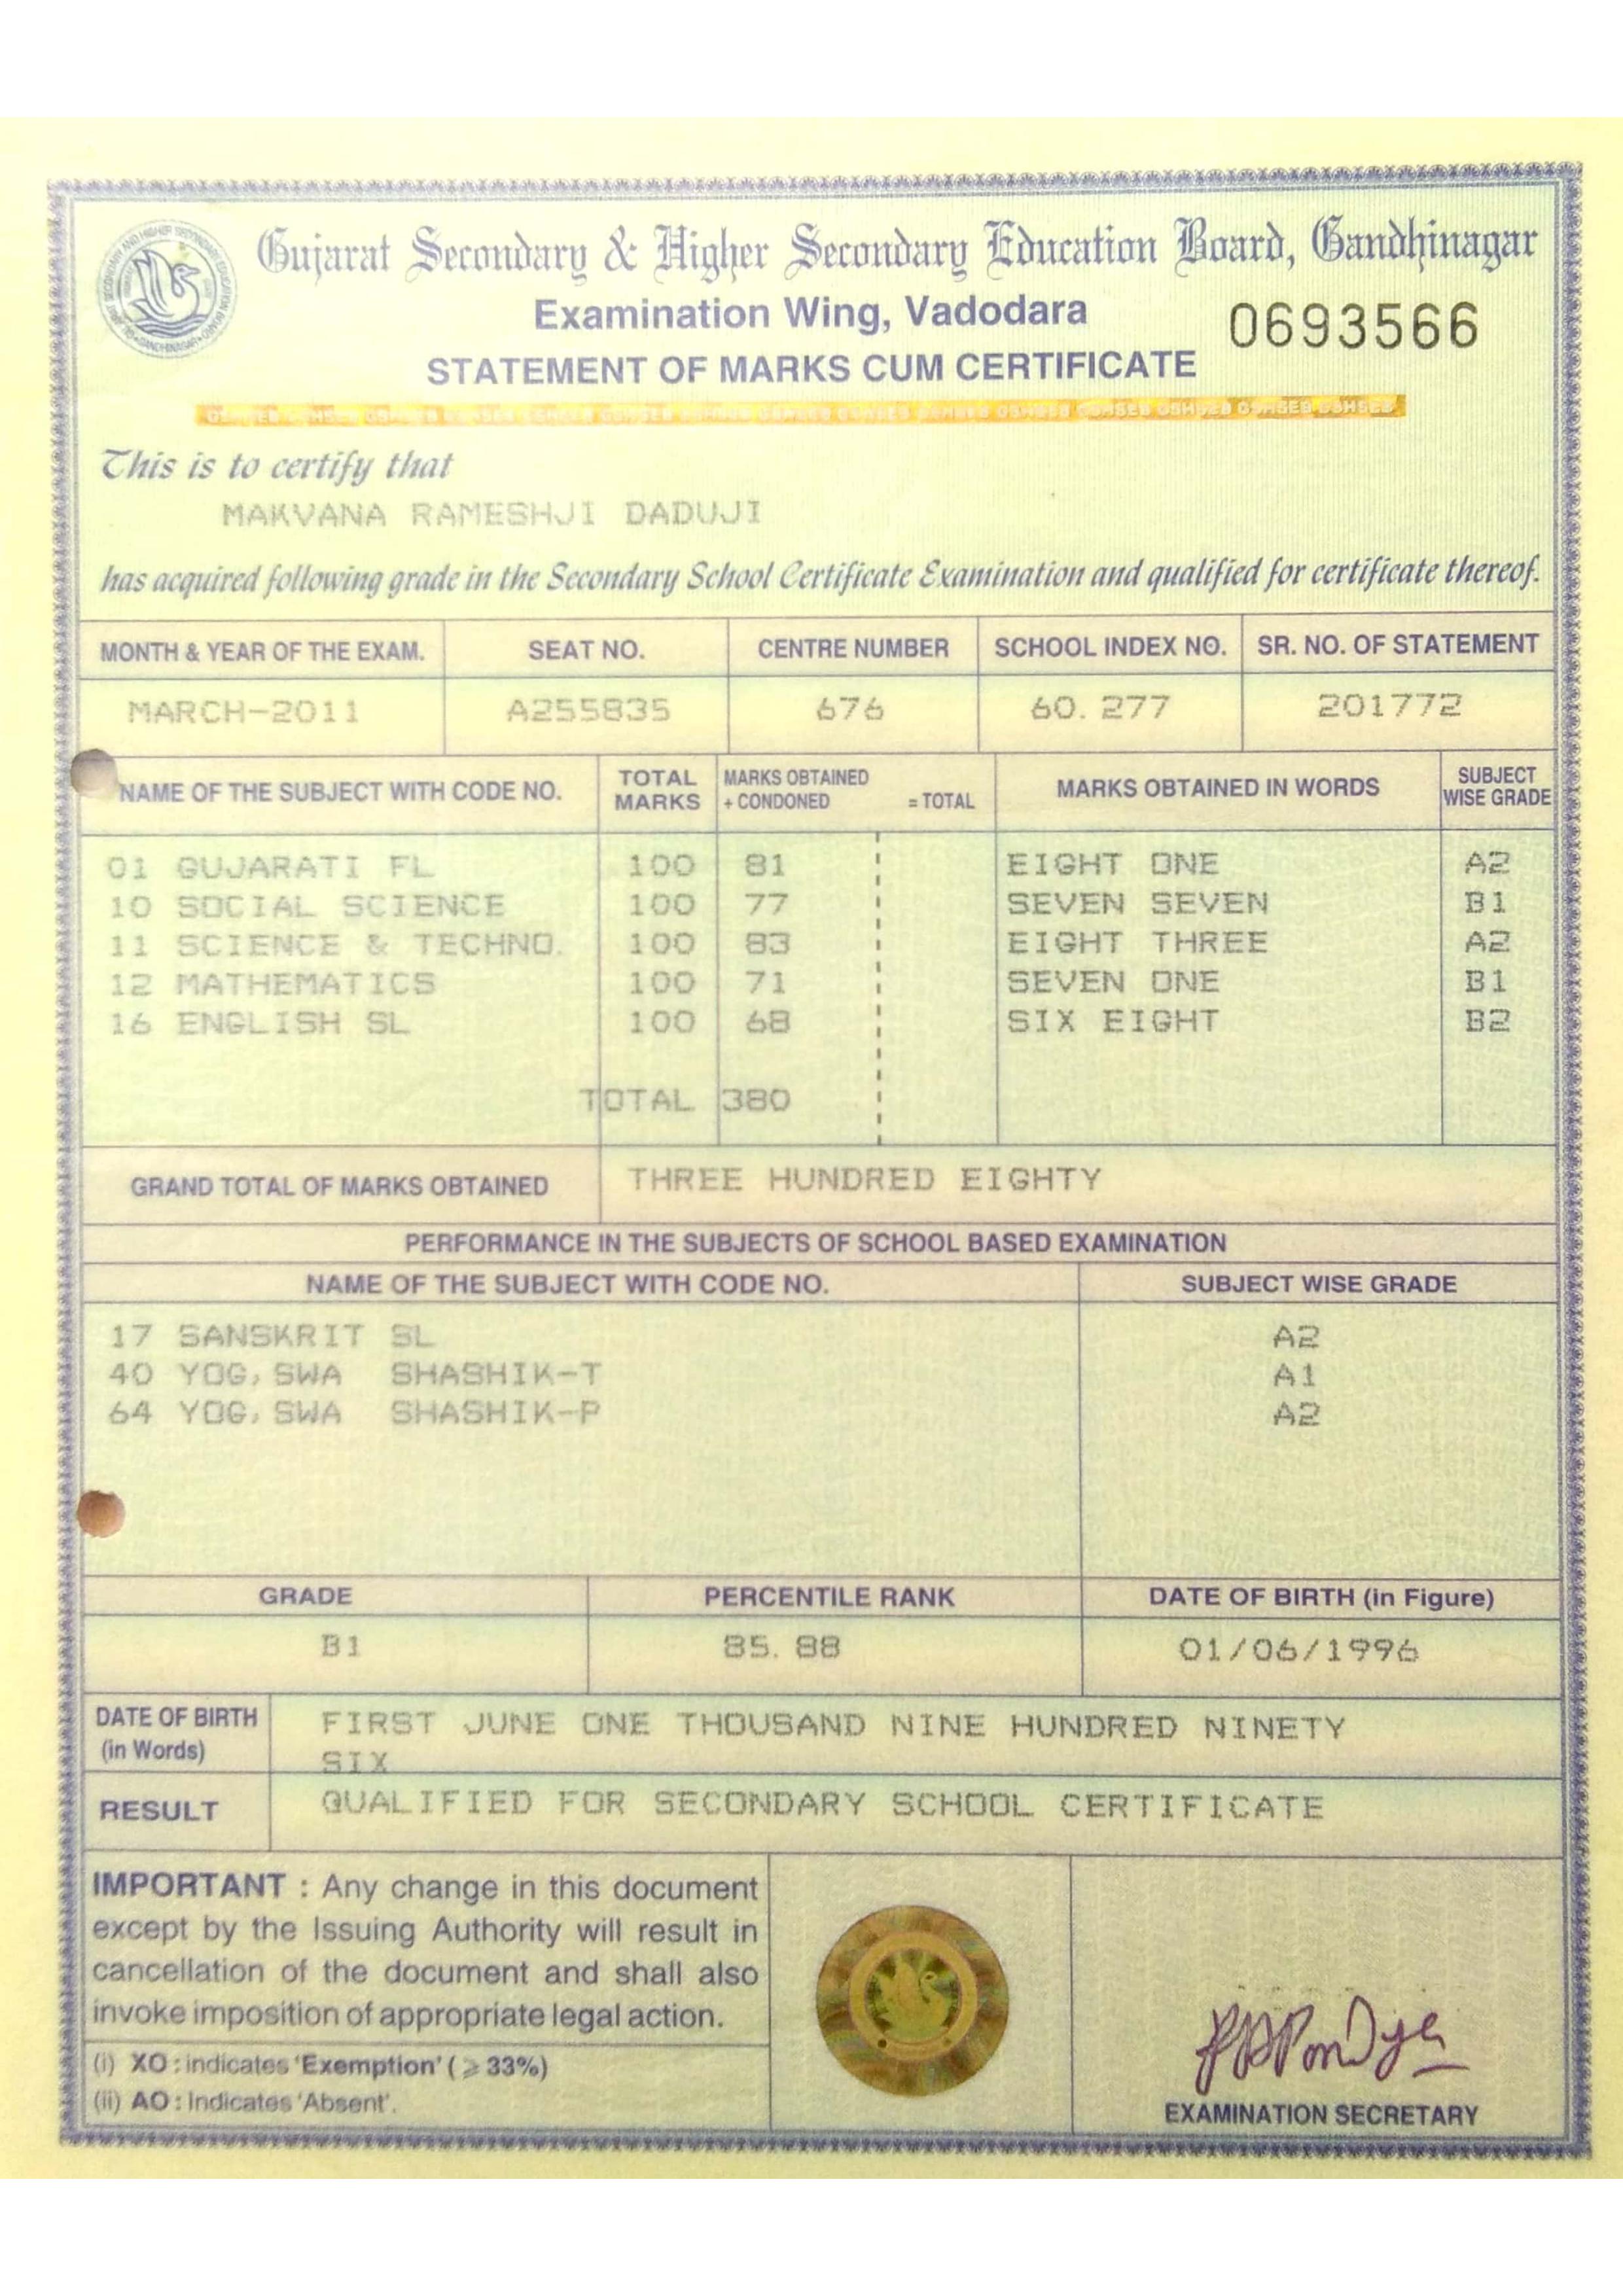 Gujarat Secondary & Higher Secondary Education Board, Gandhinagar
Examination Wing, Vadodara
0693566
STATEMENT OF MARKS CUM CERTIFICATE
This is to certify that
MAKVANA RAMESHJI DADUJI
has acquired following grade in the Secondary School Certificate Examination and qualified for certificate thereof.
MONTH & YEAR OF THE EXAM. SEAT NO. CENTRE NUMBER SCHOOL INDEX NO. SR. NO. OF STATEMENT
MARCH-2011 A255835 676 60.277 201772
NAME OF THE SUBJECT WITH CODE NO. TOTAL MARKS MARKS OBTAINED + CONDONED = TOTAL MARKS OBTAINED IN WORDS SUBJECT WISE GRADE
01 GUJARATI FL 100 81 EIGHT ONE A2
10 SOCIAL SCIENCE 100 77 SEVEN SEVEN B1
11 SCIENCE & TECHNO. 100 83 EIGHT THREE A2
12 MATHEMATICS 100 71 SEVEN ONE B1
16 ENGLISH SL 100 68 SIX EIGHT B2
TOTAL 380
GRAND TOTAL OF MARKS OBTAINED THREE HUNDRED EIGHTY
PERFORMANCE IN THE SUBJECTS OF SCHOOL BASED EXAMINATION
NAME OF THE SUBJECT WITH CODE NO. SUBJECT WISE GRADE
17 SANSKRIT SL A2
40 YOG,SWA SHASHIK-T A1
64 YOG,SWA SHASHIK-P A2
GRADE PERCENTILE RANK DATE OF BIRTH (in Figure)
B1 85.88 01/06/1996
DATE OF BIRTH (in Words) FIRST JUNE ONE THOUSAND NINE HUNDRED NINETY
SIX
RESULT QUALIFIED FOR SECONDARY SCHOOL CERTIFICATE
IMPORTANT : Any change in this document
except by the Issuing Authority will result in
cancellation of the document and shall also
invoke imposition of appropriate legal action.
(i) XO : indicates 'Exemption' (⩾ 33%)
(ii) AO : Indicates 'Absent'.
EXAMINATION SECRETARY